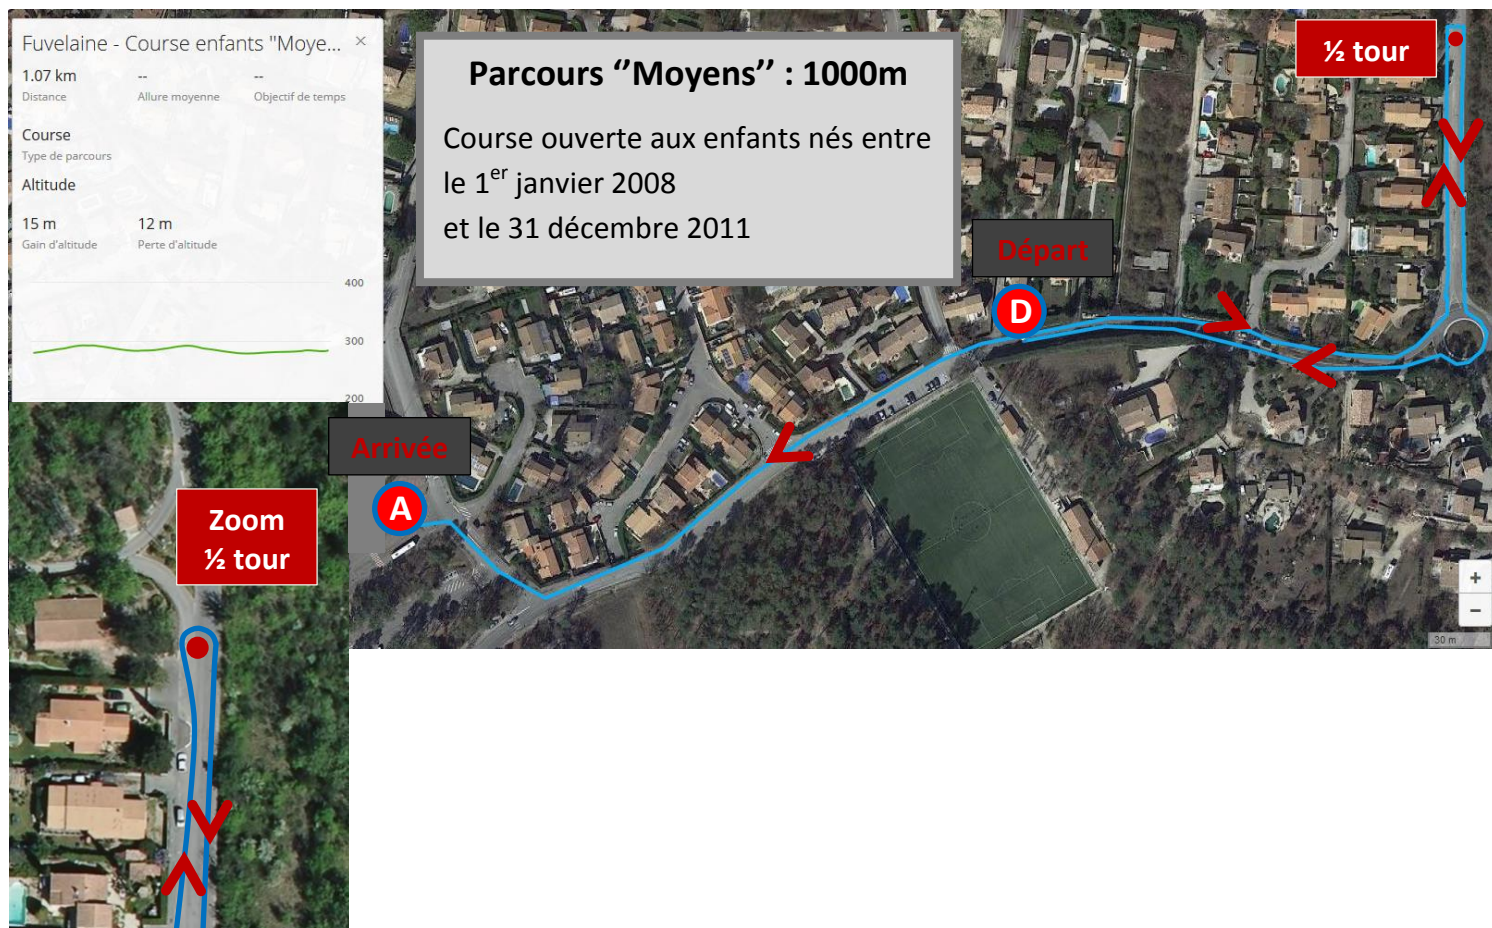 Fuvelaine - Course enfants "Moye... ×
1.07 km -- --
Distance Allure moyenne Objectif de temps
Course
Type de parcours
Altitude
15 m 12 m
Gain d'altitude Perte d'altitude
400
300
200
Parcours ‘’Moyens’’ : 1000m
Course ouverte aux enfants nés entre
le 1er janvier 2008
et le 31 décembre 2011
½ tour
Départ
D
Arrivée
A
Zoom
½ tour
+
−
30 m